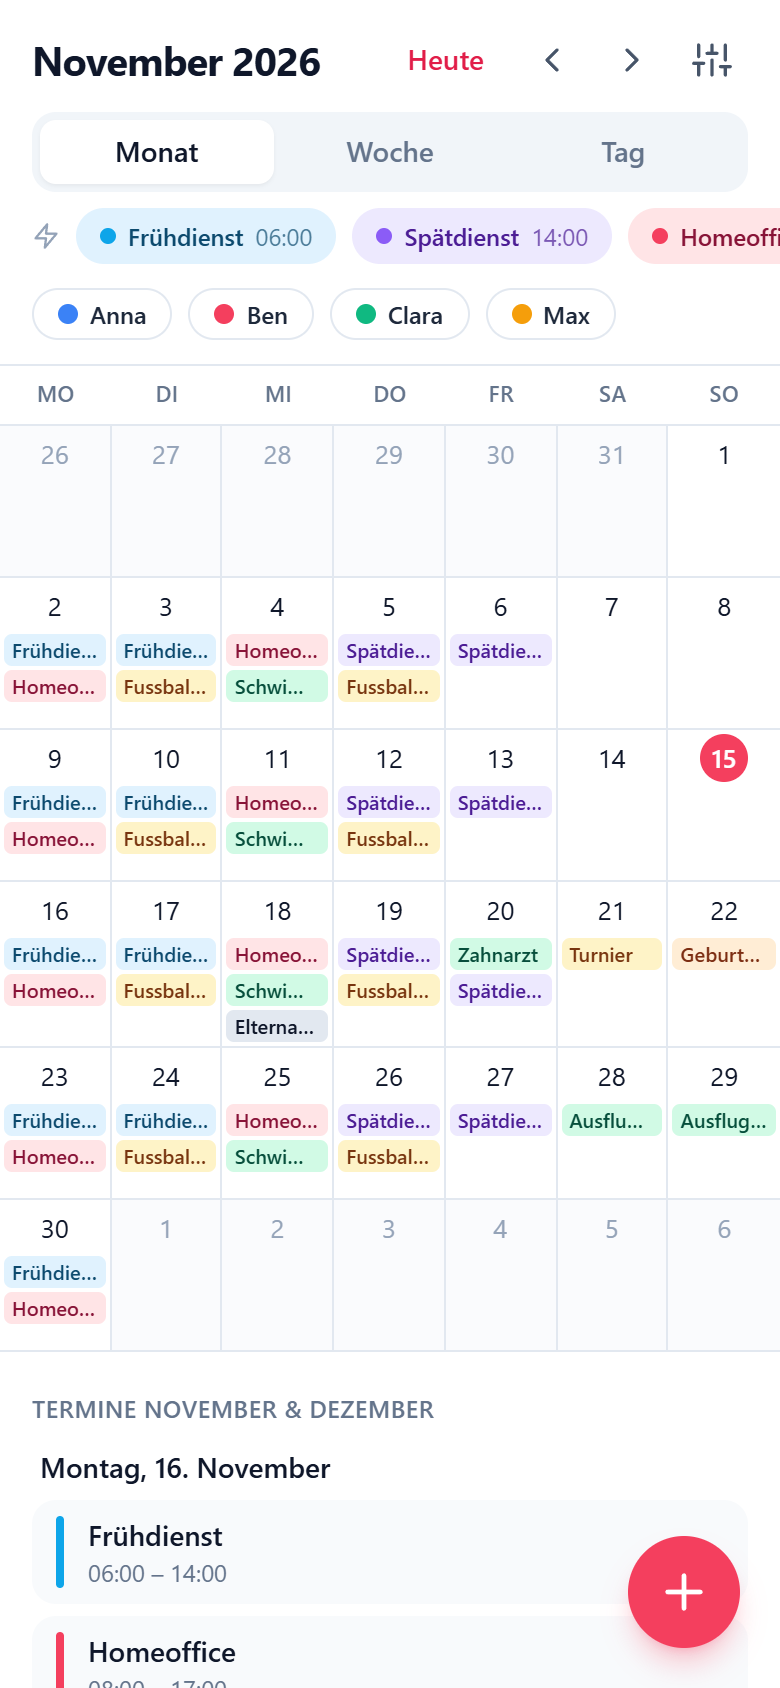 November 2026 Heute
Monat Woche Tag
Frühdienst 06:00 Spätdienst 14:00 Homeoffi
Anna Ben Clara Max
MO DI MI DO FR SA SO
26 27 28 29 30 31 1
2 3 4 5 6 7 8
Frühdie... Frühdie... Homeo... Spätdie... Spätdie...
Homeo... Fussbal... Schwi... Fussbal...
9 10 11 12 13 14 15
Frühdie... Frühdie... Homeo... Spätdie... Spätdie...
Homeo... Fussbal... Schwi... Fussbal...
16 17 18 19 20 21 22
Frühdie... Frühdie... Homeo... Spätdie... Zahnarzt Turnier Geburt...
Homeo... Fussbal... Schwi... Fussbal... Spätdie...
Elterna...
23 24 25 26 27 28 29
Frühdie... Frühdie... Homeo... Spätdie... Spätdie... Ausflu... Ausflug...
Homeo... Fussbal... Schwi... Fussbal...
30 1 2 3 4 5 6
Frühdie...
Homeo...
TERMINE NOVEMBER & DEZEMBER
Montag, 16. November
Frühdienst
06:00 – 14:00
Homeoffice
08:00 – 17:00